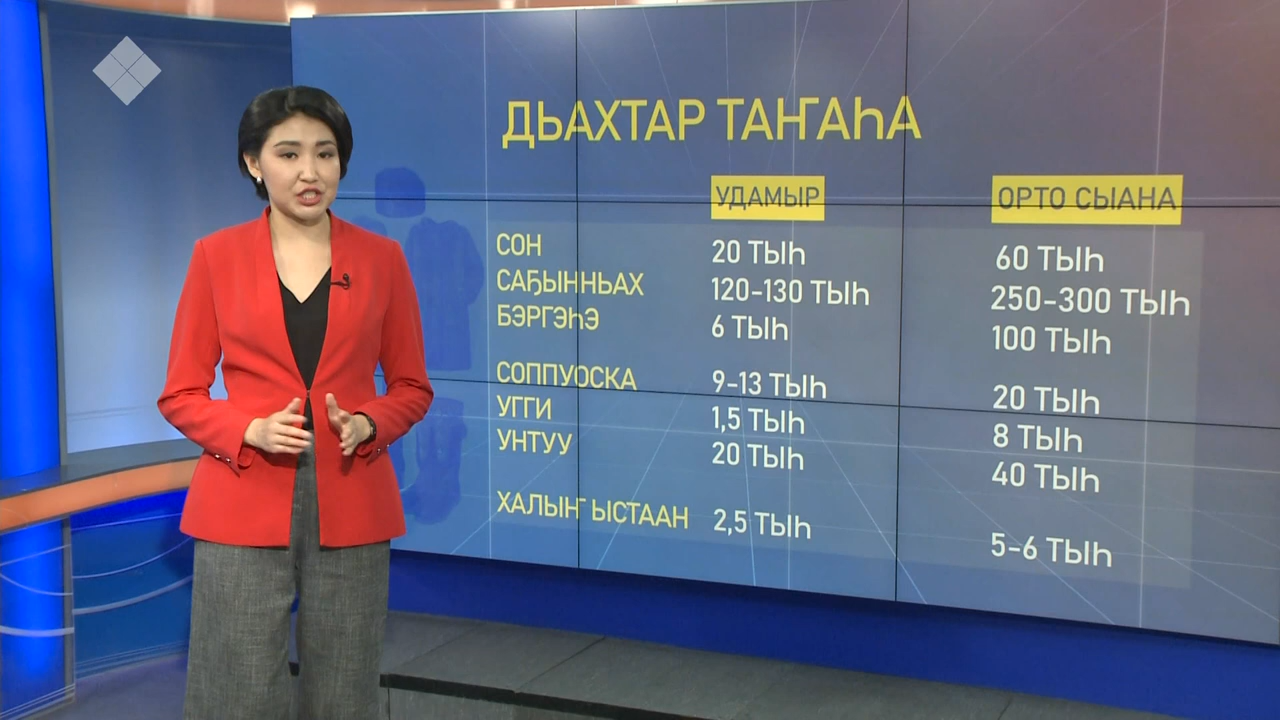 ДЬАХТАР ТАҤАҺА
УДАМЫР ОРТО СЫАНА
СОН 20 ТЫҺ 60 ТЫҺ
САҔЫННЬАХ 120-130 ТЫҺ 250-300 ТЫҺ
БЭРГЭҺЭ 6 ТЫҺ 100 ТЫҺ
СОППУОСКА 9-13 ТЫҺ 20 ТЫҺ
УГГИ 1,5 ТЫҺ 8 ТЫҺ
УНТУУ 20 ТЫҺ 40 ТЫҺ
ХАЛЫҤ ЫСТААН 2,5 ТЫҺ 5-6 ТЫҺ